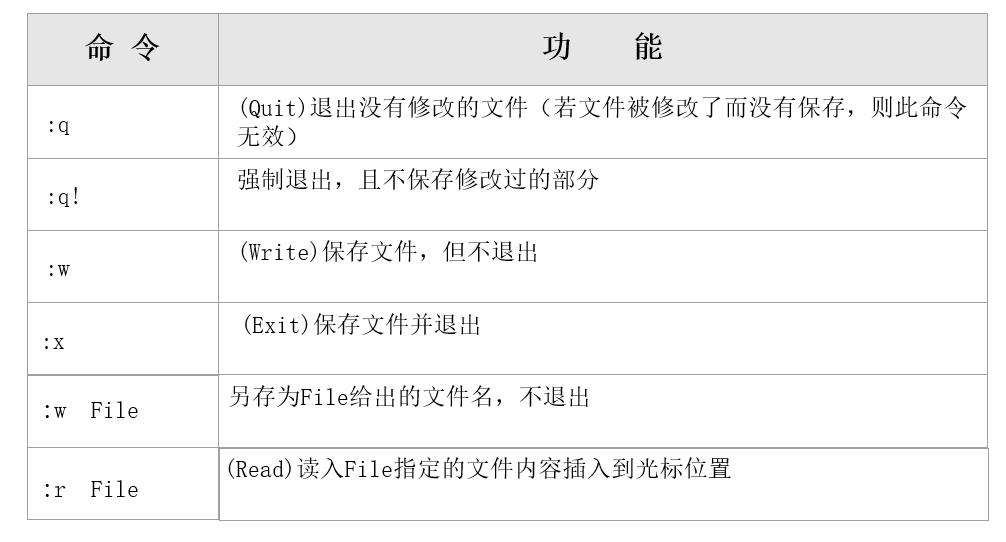 命 令
功 能
:q
(Quit)退出没有修改的文件（若文件被修改了而没有保存，则此命令
无效）
:q!
强制退出，且不保存修改过的部分
:w
(Write)保存文件，但不退出
:x
(Exit)保存文件并退出
:w File
另存为File给出的文件名，不退出
:r File
(Read)读入File指定的文件内容插入到光标位置